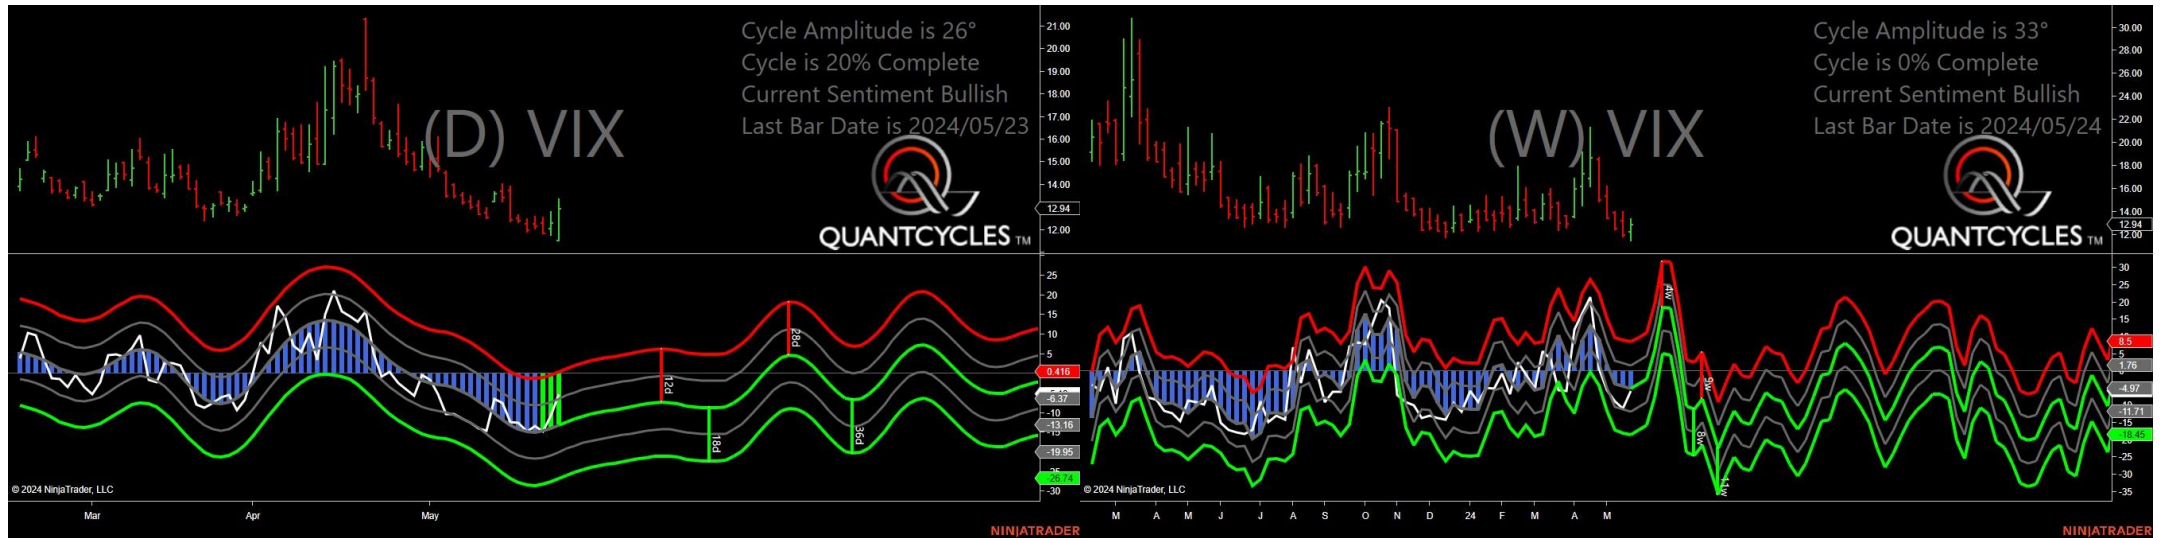 Cycle Amplitude is 26°
Cycle is 20% Complete
Current Sentiment Bullish
Last Bar Date is 2024/05/23
(D) VIX
QUANTCYCLES TM
21.00
20.00
19.00
18.00
17.00
16.00
15.00
14.00
12.94
12.00
25
20
15
10
5
0.416
-6.37
-10
-13.16
-15
-19.95
-26.74
-30
12d
18d
28d
36d
© 2024 NinjaTrader, LLC
Mar
Apr
May
NINJATRADER
Cycle Amplitude is 33°
Cycle is 0% Complete
Current Sentiment Bullish
Last Bar Date is 2024/05/24
(W) VIX
QUANTCYCLES TM
30.00
28.00
26.00
24.00
22.00
20.00
18.00
16.00
14.00
12.94
12.00
30
25
20
15
8.5
5
1.76
-4.97
-11.71
-15
-18.45
-25
-30
-35
4w
9w
8w
11w
© 2024 NinjaTrader, LLC
M
A
M
J
J
A
S
O
N
D
24
F
M
A
M
NINJATRADER